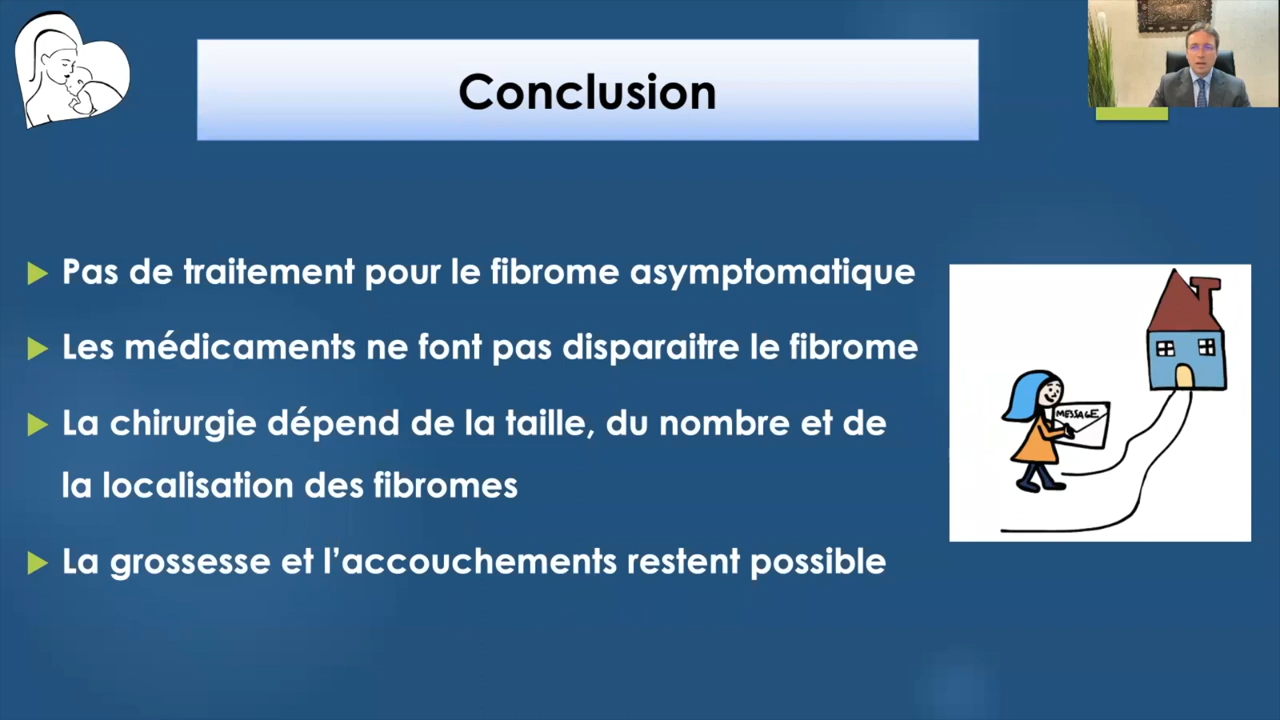 Conclusion
Pas de traitement pour le fibrome asymptomatique
Les médicaments ne font pas disparaitre le fibrome
La chirurgie dépend de la taille, du nombre et de
la localisation des fibromes
MESSAGE
La grossesse et l’accouchements restent possible